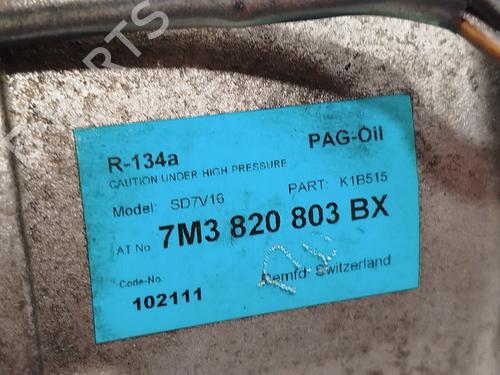 R-134a PAG-Oil
CAUTION UNDER HIGH PRESSURE
Model: SD7V16 PART: K1B515
AT No 7M3 820 803 BX
Code-No
102111 Remfd. Switzerland